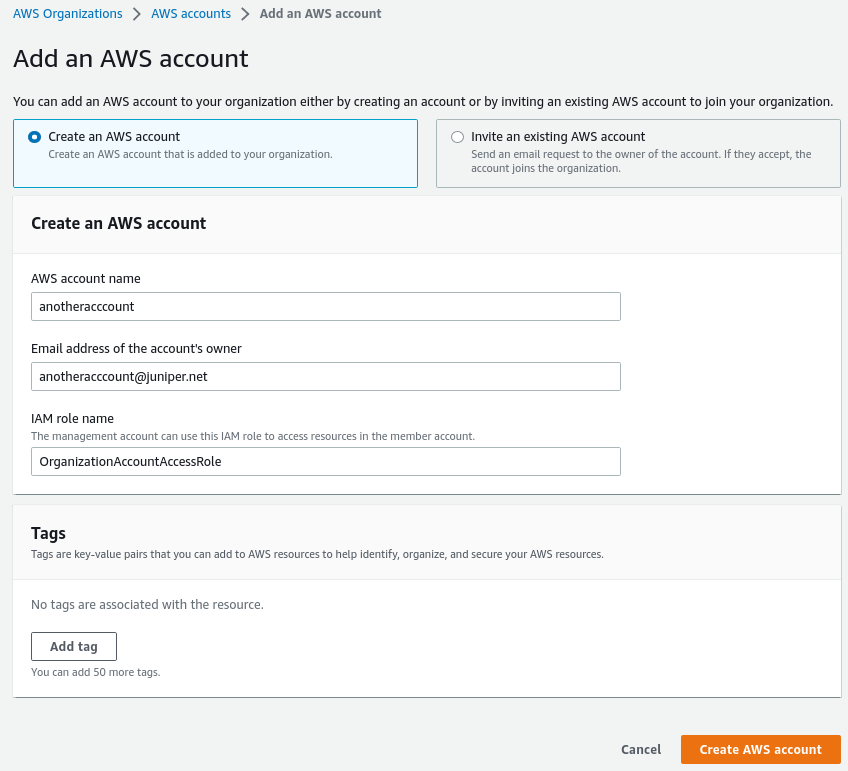 AWS Organizations > AWS accounts > Add an AWS account
Add an AWS account
You can add an AWS account to your organization either by creating an account or by inviting an existing AWS account to join your organization.
Create an AWS account
Create an AWS account that is added to your organization.
Invite an existing AWS account
Send an email request to the owner of the account. If they accept, the
account joins the organization.
Create an AWS account
AWS account name
anotheracccount
Email address of the account's owner
anotheracccount@juniper.net
IAM role name
The management account can use this IAM role to access resources in the member account.
OrganizationAccountAccessRole
Tags
Tags are key-value pairs that you can add to AWS resources to help identify, organize, and secure your AWS resources.
No tags are associated with the resource.
Add tag
You can add 50 more tags.
Cancel
Create AWS account